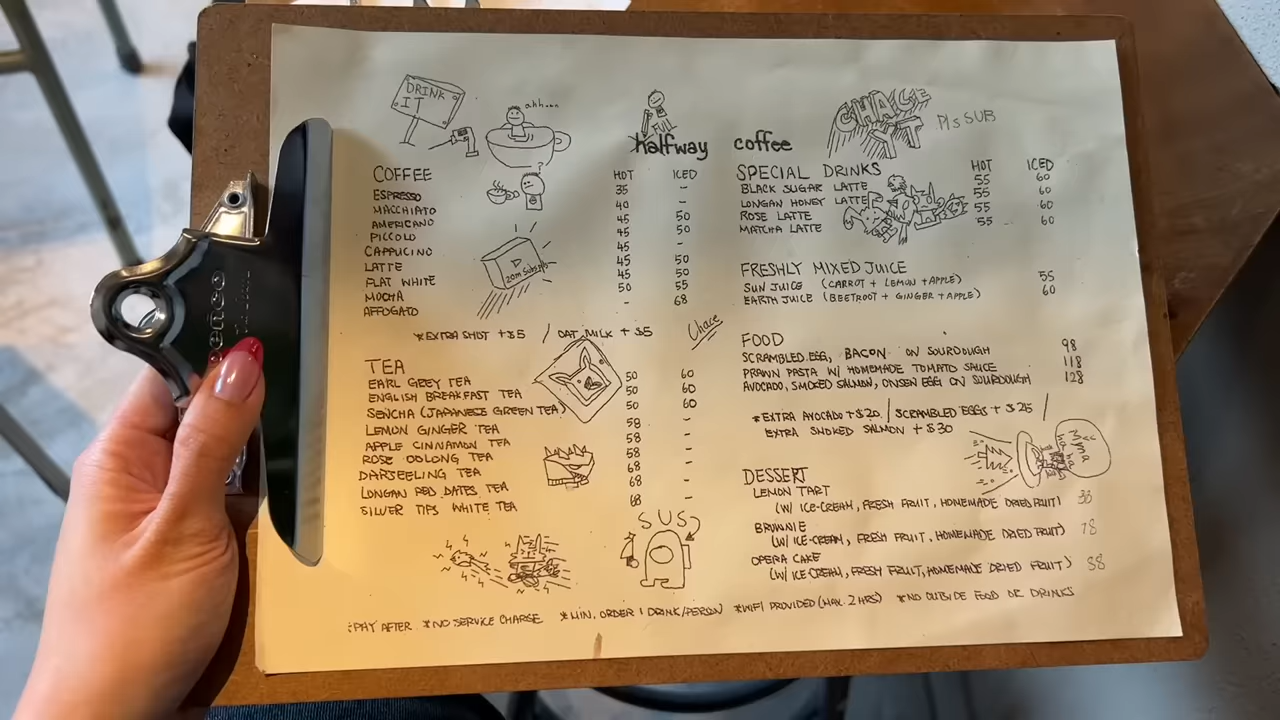 DRINK
IT
ahh...
FULL
Halfway coffee
CHACE
IT
Pls SUB
COFFEE HOT ICED
ESPRESSO 35 -
MACCHIATO 40 -
AMERICANO 45 50
PICCOLO 45 50
CAPPUCINO 45 -
LATTE 45 50
FLAT WHITE 45 50
MOCHA 50 55
AFFOGATO - 68
?
20m Subs
*EXTRA SHOT +$5 / OAT MILK +$5
Chace
TEA
EARL GREY TEA 50 60
ENGLISH BREAKFAST TEA 50 60
SENCHA (JAPANESE GREEN TEA) 50 60
LEMON GINGER TEA 58 -
APPLE CINNAMON TEA 58 -
ROSE OOLONG TEA 68 -
DARJEELING TEA 68 -
LONGAN RED DATES TEA 68 -
SILVER TIPS WHITE TEA 68 -
SUS
SPECIAL DRINKS HOT ICED
BLACK SUGAR LATTE 55 60
LONGAN HONEY LATTE 55 60
ROSE LATTE 55 60
MATCHA LATTE 55 60
FRESHLY MIXED JUICE
SUN JUICE (CARROT + LEMON + APPLE) 55
EARTH JUICE (BEETROOT + GINGER + APPLE) 60
FOOD
SCRAMBLED EGG, BACON ON SOURDOUGH 98
PRAWN PASTA W/ HOMEMADE TOMATO SAUCE 118
AVOCADO, SMOKED SALMON, ONSEN EGG ON SOURDOUGH 128
*EXTRA AVOCADO +$20 / SCRAMBLED EGGS +$25 /
EXTRA SMOKED SALMON +$30
DESSERT
LEMON TART
(W/ ICE-CREAM, FRESH FRUIT, HOMEMADE DRIED FRUIT)
BROWNIE
(W/ ICE-CREAM, FRESH FRUIT, HOMEMADE DRIED FRUIT) 78
OPERA CAKE
(W/ ICE-CREAM, FRESH FRUIT, HOMEMADE DRIED FRUIT) 88
*PAY AFTER *NO SERVICE CHARGE *MIN. ORDER 1 DRINK/PERSON *WIFI PROVIDED (MAX. 2 HRS) *NO OUTSIDE FOOD OR DRINKS